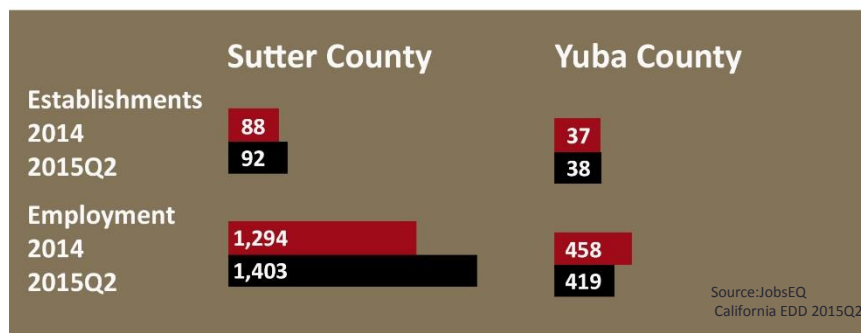 Sutter County
Yuba County
Establishments
2014
88
37
2015Q2
92
38
Employment
2014
1,294
458
2015Q2
1,403
419
Source:JobsEQ
California EDD 2015Q2